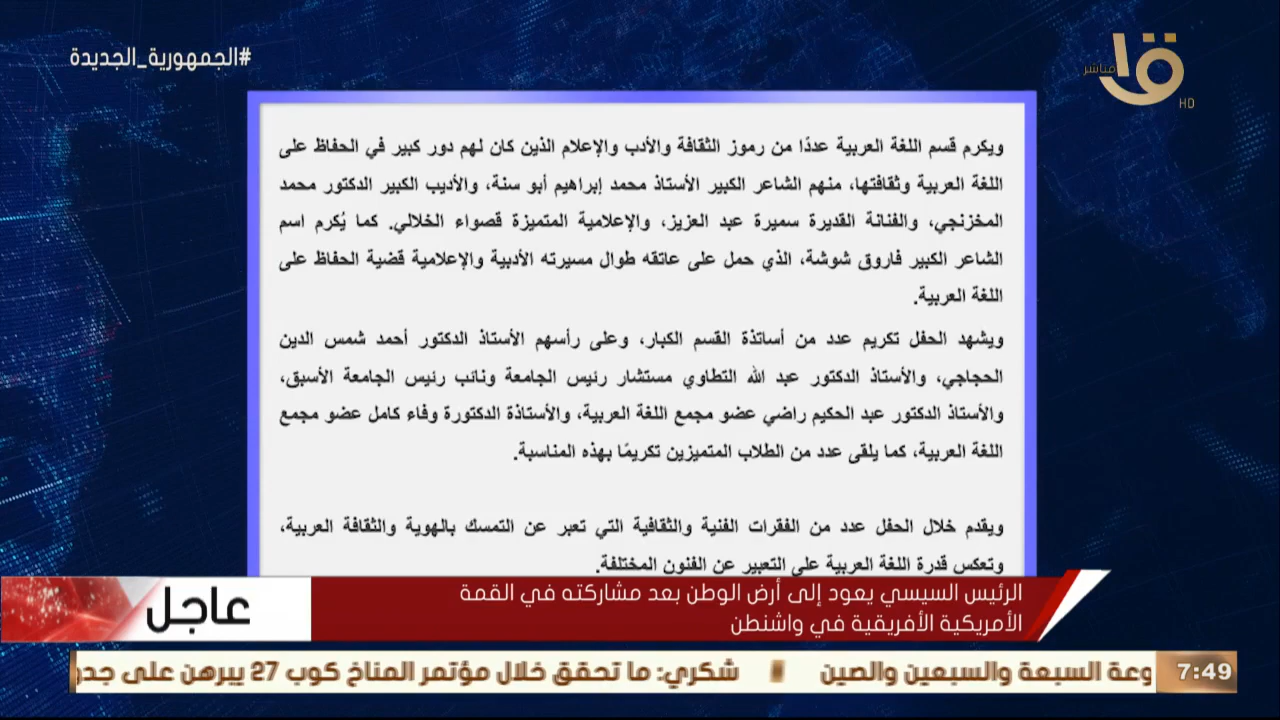 #الجمهورية_الجديدة
مباشر
HD
ويكرم قسم اللغة العربية عددًا من رموز الثقافة والأدب والإعلام الذين كان لهم دور كبير في الحفاظ على
اللغة العربية وثقافتها، منهم الشاعر الكبير الأستاذ محمد إبراهيم أبو سنة، والأديب الكبير الدكتور محمد
المخزنجي، والفنانة القديرة سميرة عبد العزيز، والإعلامية المتميزة قصواء الخلالي. كما يُكرم اسم
الشاعر الكبير فاروق شوشة، الذي حمل على عاتقه طوال مسيرته الأدبية والإعلامية قضية الحفاظ على
اللغة العربية.
ويشهد الحفل تكريم عدد من أساتذة القسم الكبار، وعلى رأسهم الأستاذ الدكتور أحمد شمس الدين
الحجاجي، والأستاذ الدكتور عبد الله التطاوي مستشار رئيس الجامعة ونائب رئيس الجامعة الأسبق،
والأستاذ الدكتور عبد الحكيم راضي عضو مجمع اللغة العربية، والأستاذة الدكتورة وفاء كامل عضو مجمع
اللغة العربية، كما يلقى عدد من الطلاب المتميزين تكريمًا بهذه المناسبة.
ويقدم خلال الحفل عدد من الفقرات الفنية والثقافية التي تعبر عن التمسك بالهوية والثقافة العربية،
وتعكس قدرة اللغة العربية على التعبير عن الفنون المختلفة.
عاجل
الرئيس السيسي يعود إلى أرض الوطن بعد مشاركته في القمة
الأمريكية الأفريقية في واشنطن
7:49
وعة السبعة والسبعين والصين
شكري: ما تحقق خلال مؤتمر المناخ كوب 27 يبرهن على جدو